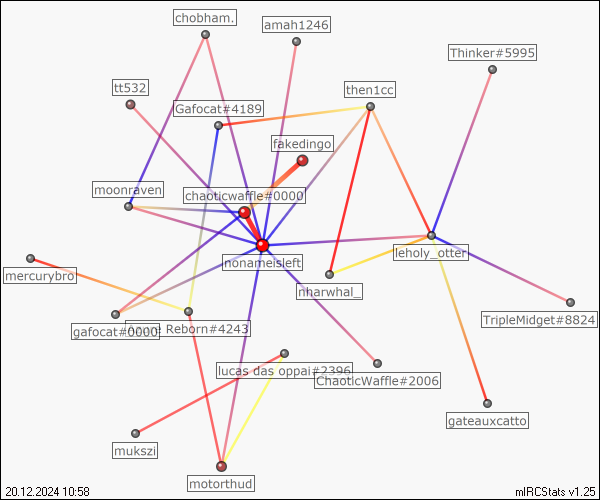 chobham.
amah1246
Thinker#5995
tt532
then1cc
Gafocat#4189
fakedingo
moonraven
chaoticwaffle#0000
leholy_otter
nonameisleft
mercurybro
nharwhal_
TripleMidget#8824
gafocat#0000
Reborn#4243
lucas das oppai#2396
ChaoticWaffle#2006
gateauxcatto
mukszi
motorthud
20.12.2024 10:58
mIRCStats v1.25